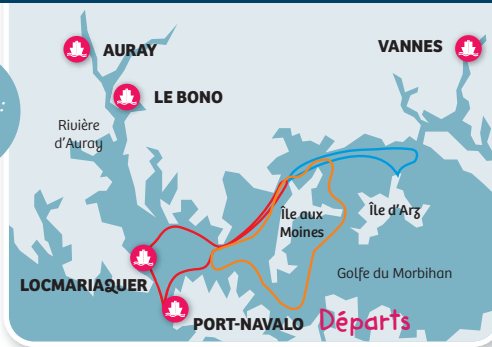 AURAY
VANNES
LE BONO
Rivière
d'Auray
Île aux
Moines
Île d'Arz
Golfe du Morbihan
LOCMARIAQUER
PORT-NAVALO
Départs